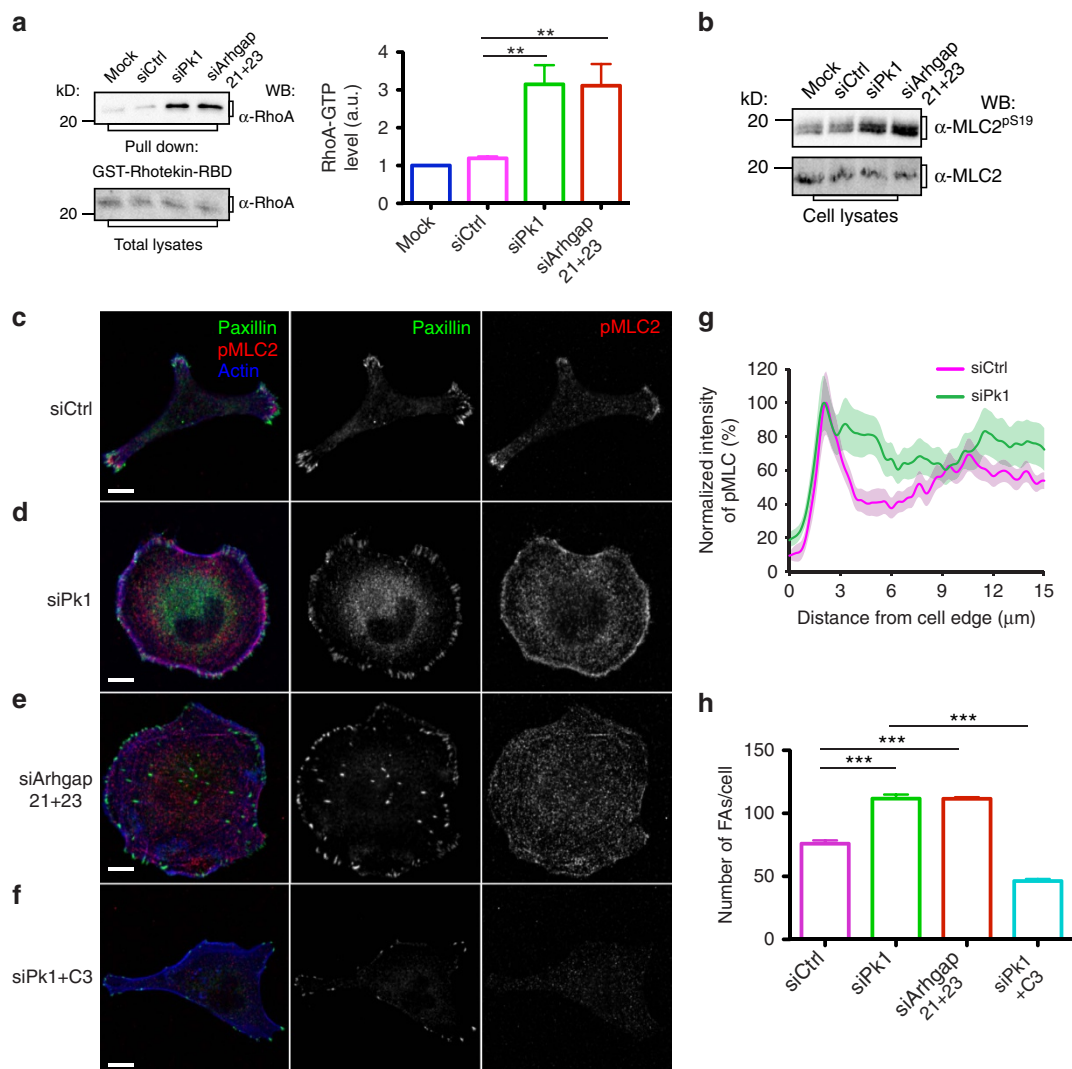 a
Mock
siCtrl
siPk1
siArhgap
21+23
kD:
WB:
20
α-RhoA
Pull down:
GST-Rhotekin-RBD
20
α-RhoA
Total lysates
RhoA-GTP
level (a.u.)
4
3
2
1
0
**
**
Mock
siCtrl
siPk1
siArhgap
21+23
b
Mock
siCtrl
siPk1
siArhgap
21+23
kD:
WB:
20
α-MLC2pS19
20
α-MLC2
Cell lysates
c
siCtrl
Paxillin
pMLC2
Actin
Paxillin
pMLC2
d
siPk1
e
siArhgap
21+23
f
siPk1+C3
g
Normalized intensity
of pMLC (%)
120
100
80
60
40
20
0
siCtrl
siPk1
0
3
6
9
12
15
Distance from cell edge (μm)
h
Number of FAs/cell
150
100
50
0
***
***
***
siCtrl
siPk1
siArhgap
21+23
siPk1
+C3